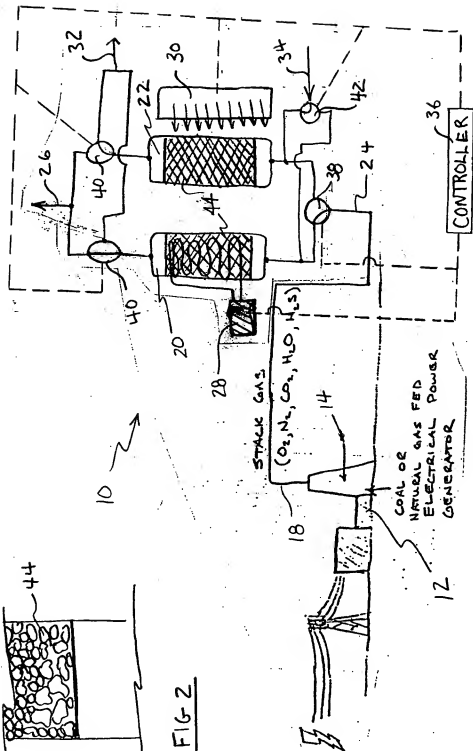 44
FIG-2
10
26
32
40
40
22
30
20
44
28
34
42
38
24
36
CONTROLLER
STACK GAS
(O2, N2, CO2, H2O, H2S)
18
14
COAL OR
NATURAL GAS FED
ELECTRICAL POWER
GENERATOR
12